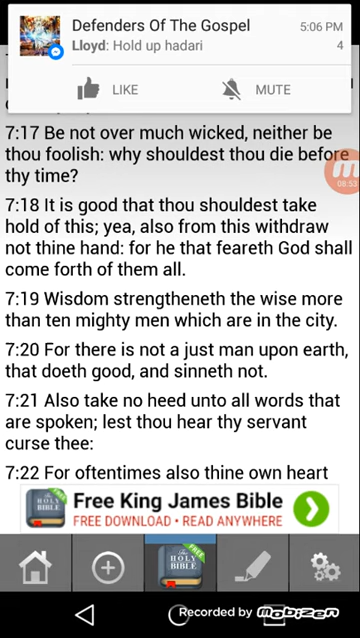 Defenders Of The Gospel
5:06 PM
Lloyd: Hold up hadari
4
LIKE
MUTE
7:17 Be not over much wicked, neither be
thou foolish: why shouldest thou die before
thy time?
08:53
7:18 It is good that thou shouldest take
hold of this; yea, also from this withdraw
not thine hand: for he that feareth God shall
come forth of them all.
7:19 Wisdom strengtheneth the wise more
than ten mighty men which are in the city.
7:20 For there is not a just man upon earth,
that doeth good, and sinneth not.
7:21 Also take no heed unto all words that
are spoken; lest thou hear thy servant
curse thee:
7:22 For oftentimes also thine own heart
HOLY
BIBLE
FREE
Free King James Bible
FREE DOWNLOAD • READ ANYWHERE
The
HOLY
BIBLE
FREE
Recorded by mobizen